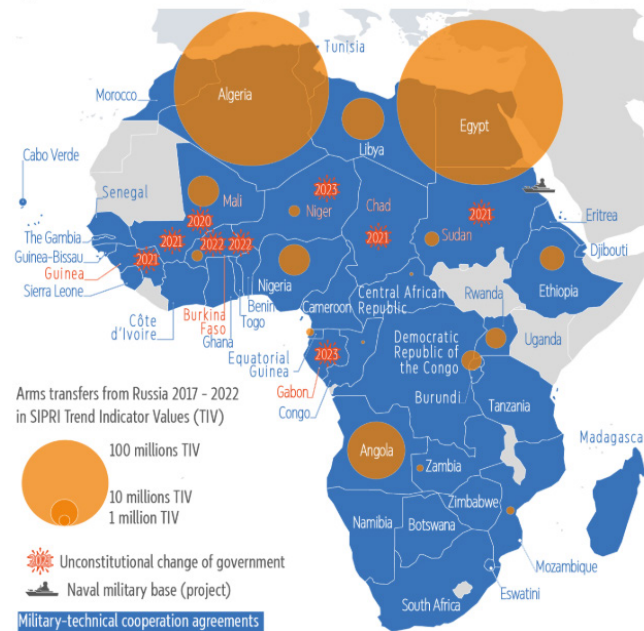 Tunisia
Algeria
Morocco
Egypt
Libya
Cabo Verde
Mali
2023
Niger
Chad
Senegal
2020
2021
Sudan
Eritrea
The Gambia
2021
2022
2022
2021
Djibouti
Guinea-Bissau
Guinea
2021
Nigeria
Central African
Republic
Rwanda
Ethiopia
Sierra Leone
Benin
Togo
Cameroon
Côte
d'Ivoire
Burkina
Faso
Ghana
Equatorial
Guinea
2023
Democratic
Republic of
the Congo
Uganda
Gabon
Congo
Burundi
Tanzania
Arms transfers from Russia 2017 - 2022
in SIPRI Trend Indicator Values (TIV)
100 millions TIV
10 millions TIV
1 million TIV
Angola
Zambia
Madagascar
Zimbabwe
Namibia
Botswana
Mozambique
Eswatini
South Africa
Unconstitutional change of government
Naval military base (project)
Military-technical cooperation agreements